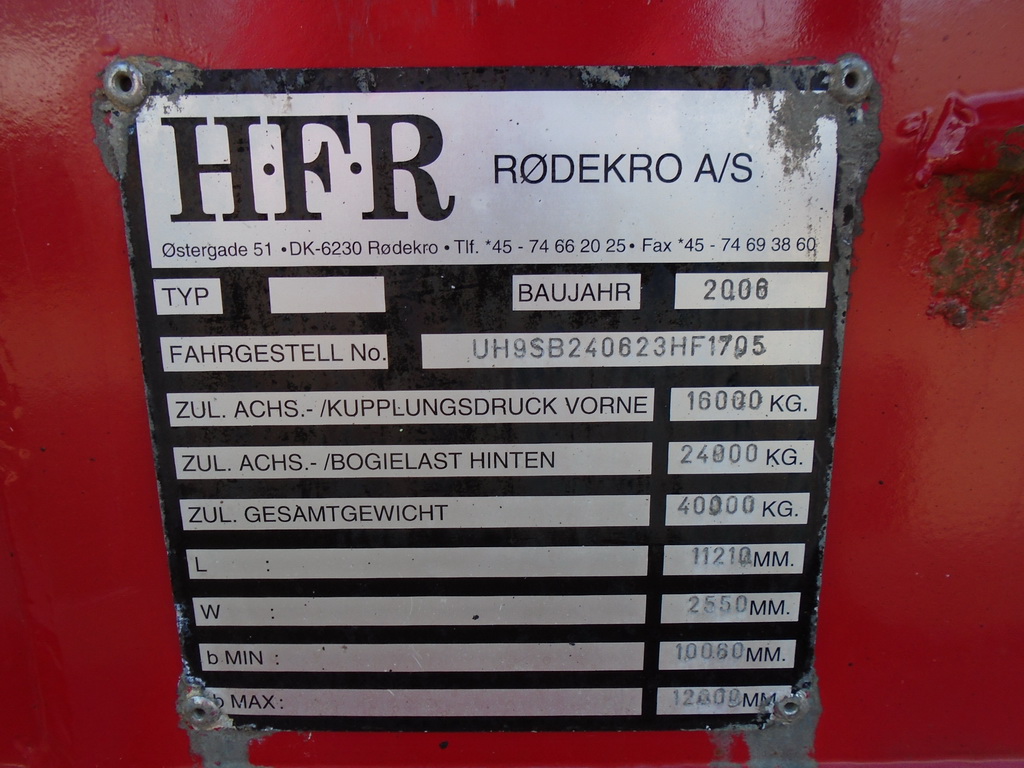 H·F·R RØDEKRO A/S
Østergade 51 • DK-6230 Rødekro • Tlf. *45 - 74 66 20 25 • Fax *45 - 74 69 38 60
TYP BAUJAHR 2006
FAHRGESTELL No. UH9SB240623HF1705
ZUL. ACHS.- /KUPPLUNGSDRUCK VORNE 16000 KG.
ZUL. ACHS.- /BOGIELAST HINTEN 24000 KG.
ZUL. GESAMTGEWICHT 40000 KG.
L : 11210 MM.
W : 2550 MM.
b MIN : 10060 MM.
b MAX : 12000 MM